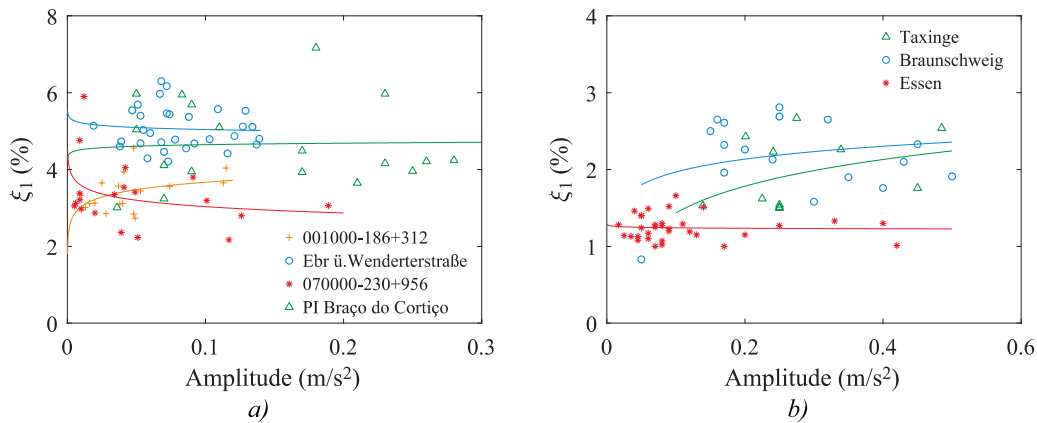 8
6
4
2
0
0
0.1
0.2
0.3
ξ1 (%)
Amplitude (m/s²)
001000-186+312
Ebr ü.Wenderterstraße
070000-230+956
PI Braço do Cortiço
a)
4
3
2
1
0
0.2
0.4
0.6
ξ1 (%)
Amplitude (m/s²)
Taxinge
Braunschweig
Essen
b)